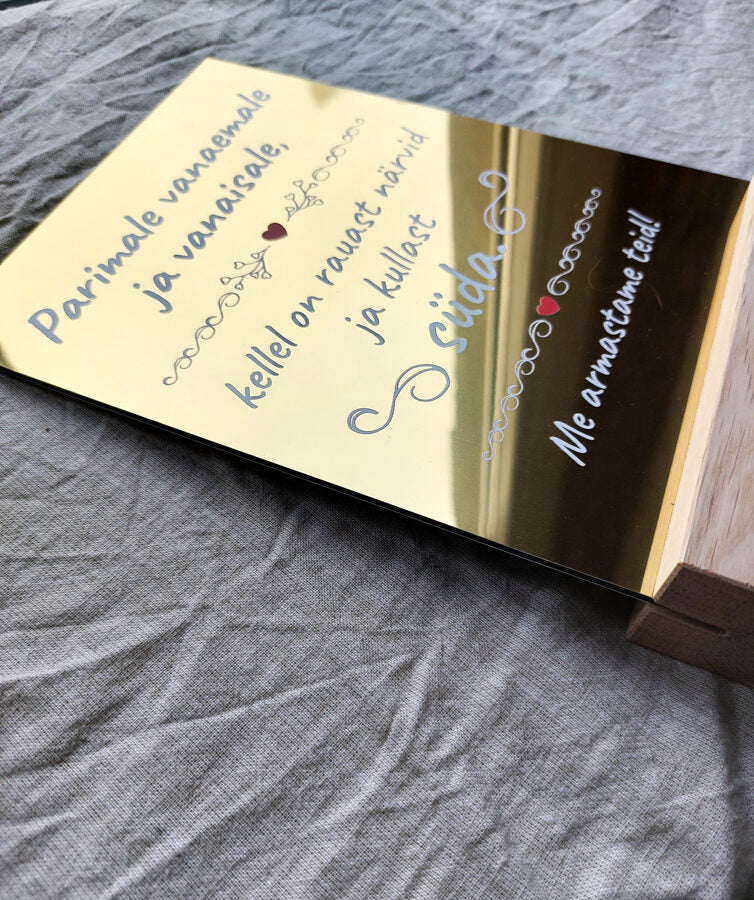 Parimale vanaemale
ja vanaisale,
kellel on rauast närvid
ja kullast
süda.
Me armastame teid!